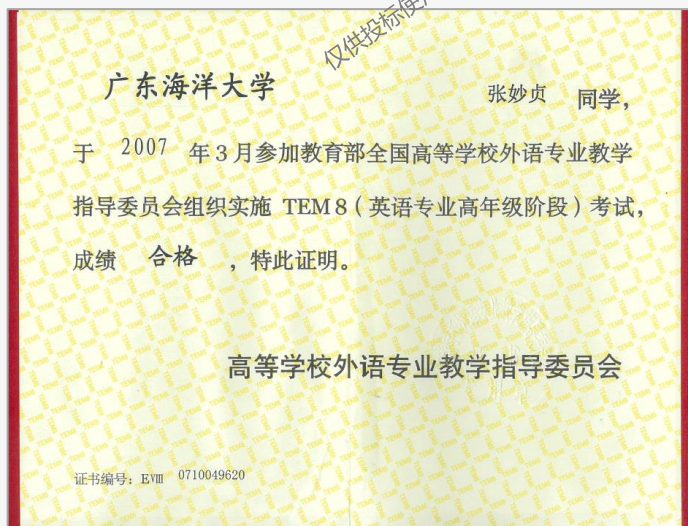 仅供投标使
广东海洋大学 张妙贞 同学，
于 2007 年3月参加教育部全国高等学校外语专业教学
指导委员会组织实施 TEM8（英语专业高年级阶段）考试，
成绩 合格 ，特此证明。
高等学校外语专业教学指导委员会
证书编号：EⅧ 0710049620